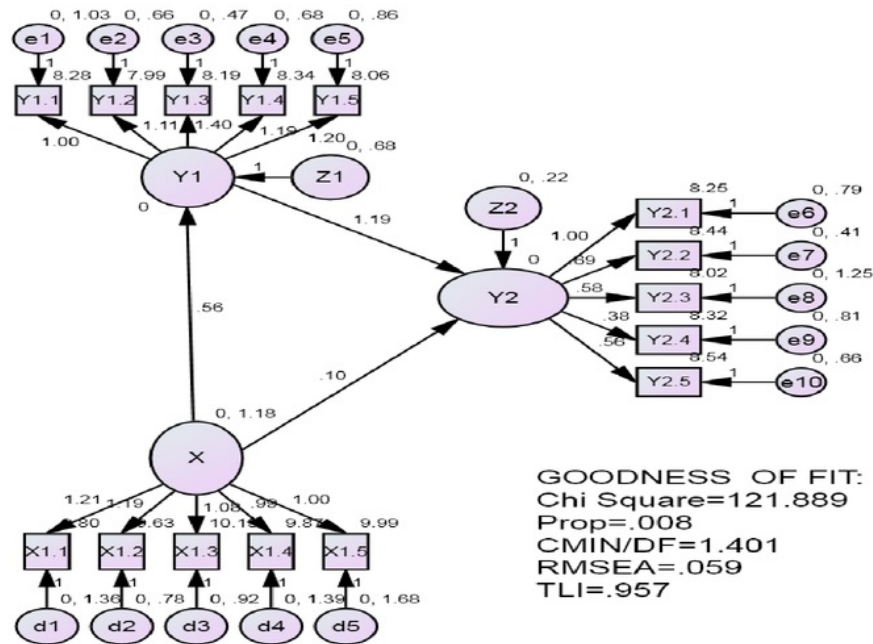 0, 1.03 0, .66 0, .47 0, .68 0, .86
e1 e2 e3 e4 e5
1 1 1 1 1
8.28 7.99 8.19 8.34 8.06
Y1.1 Y1.2 Y1.3 Y1.4 Y1.5
1.00 1.11 1.40 1.19 1.20
0, .68
Y1 1 Z1
0
0, .22
Z2
1.19
1
0
Y2
8.25 0, .79
1.00 Y2.1 1 e6
8.44 0, .41
.69 Y2.2 1 e7
8.02 0, 1.25
.58 Y2.3 1 e8
8.32 0, .81
.38 Y2.4 1 e9
8.54 0, .66
.56 Y2.5 1 e10
.56
.10
0, 1.18
X
1.21 1.19 1.08 .98 1.00
10.19 9.99
X1.1 X1.2 X1.3 X1.4 X1.5
1 1 1 1 1
0, 1.36 0, .78 0, .92 0, 1.39 0, 1.68
d1 d2 d3 d4 d5
GOODNESS OF FIT:
Chi Square=121.889
Prop=.008
CMIN/DF=1.401
RMSEA=.059
TLI=.957